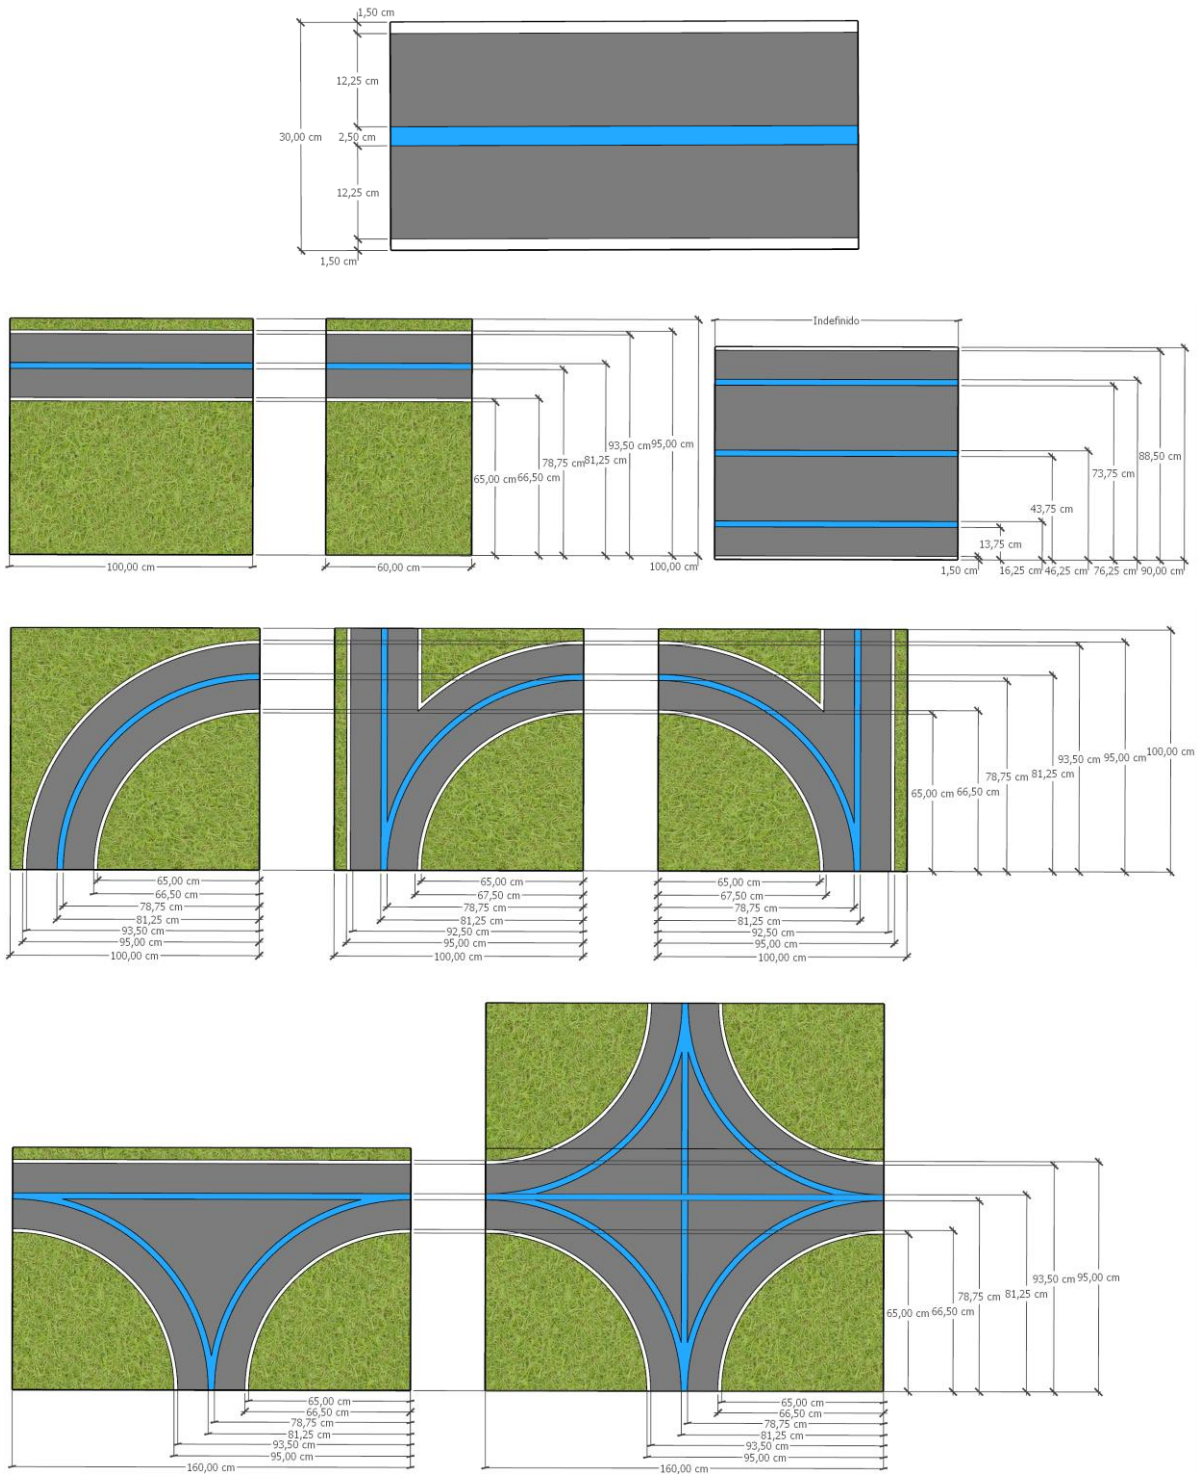 1,50 cm
12,25 cm
30,00 cm
2,50 cm
12,25 cm
1,50 cm
Indefinido
93,50 cm
95,00 cm
88,50 cm
78,75 cm
81,25 cm
73,75 cm
65,00 cm
66,50 cm
43,75 cm
13,75 cm
100,00 cm
60,00 cm
100,00 cm
1,50 cm
16,25 cm
46,25 cm
76,25 cm
90,00 cm
100,00 cm
93,50 cm
95,00 cm
78,75 cm
81,25 cm
65,00 cm
66,50 cm
65,00 cm
66,50 cm
78,75 cm
81,25 cm
93,50 cm
95,00 cm
100,00 cm
65,00 cm
67,50 cm
78,75 cm
81,25 cm
92,50 cm
95,00 cm
100,00 cm
65,00 cm
67,50 cm
78,75 cm
81,25 cm
92,50 cm
95,00 cm
100,00 cm
93,50 cm
95,00 cm
78,75 cm
81,25 cm
65,00 cm
66,50 cm
65,00 cm
66,50 cm
78,75 cm
81,25 cm
93,50 cm
95,00 cm
160,00 cm
65,00 cm
66,50 cm
78,75 cm
81,25 cm
93,50 cm
95,00 cm
160,00 cm